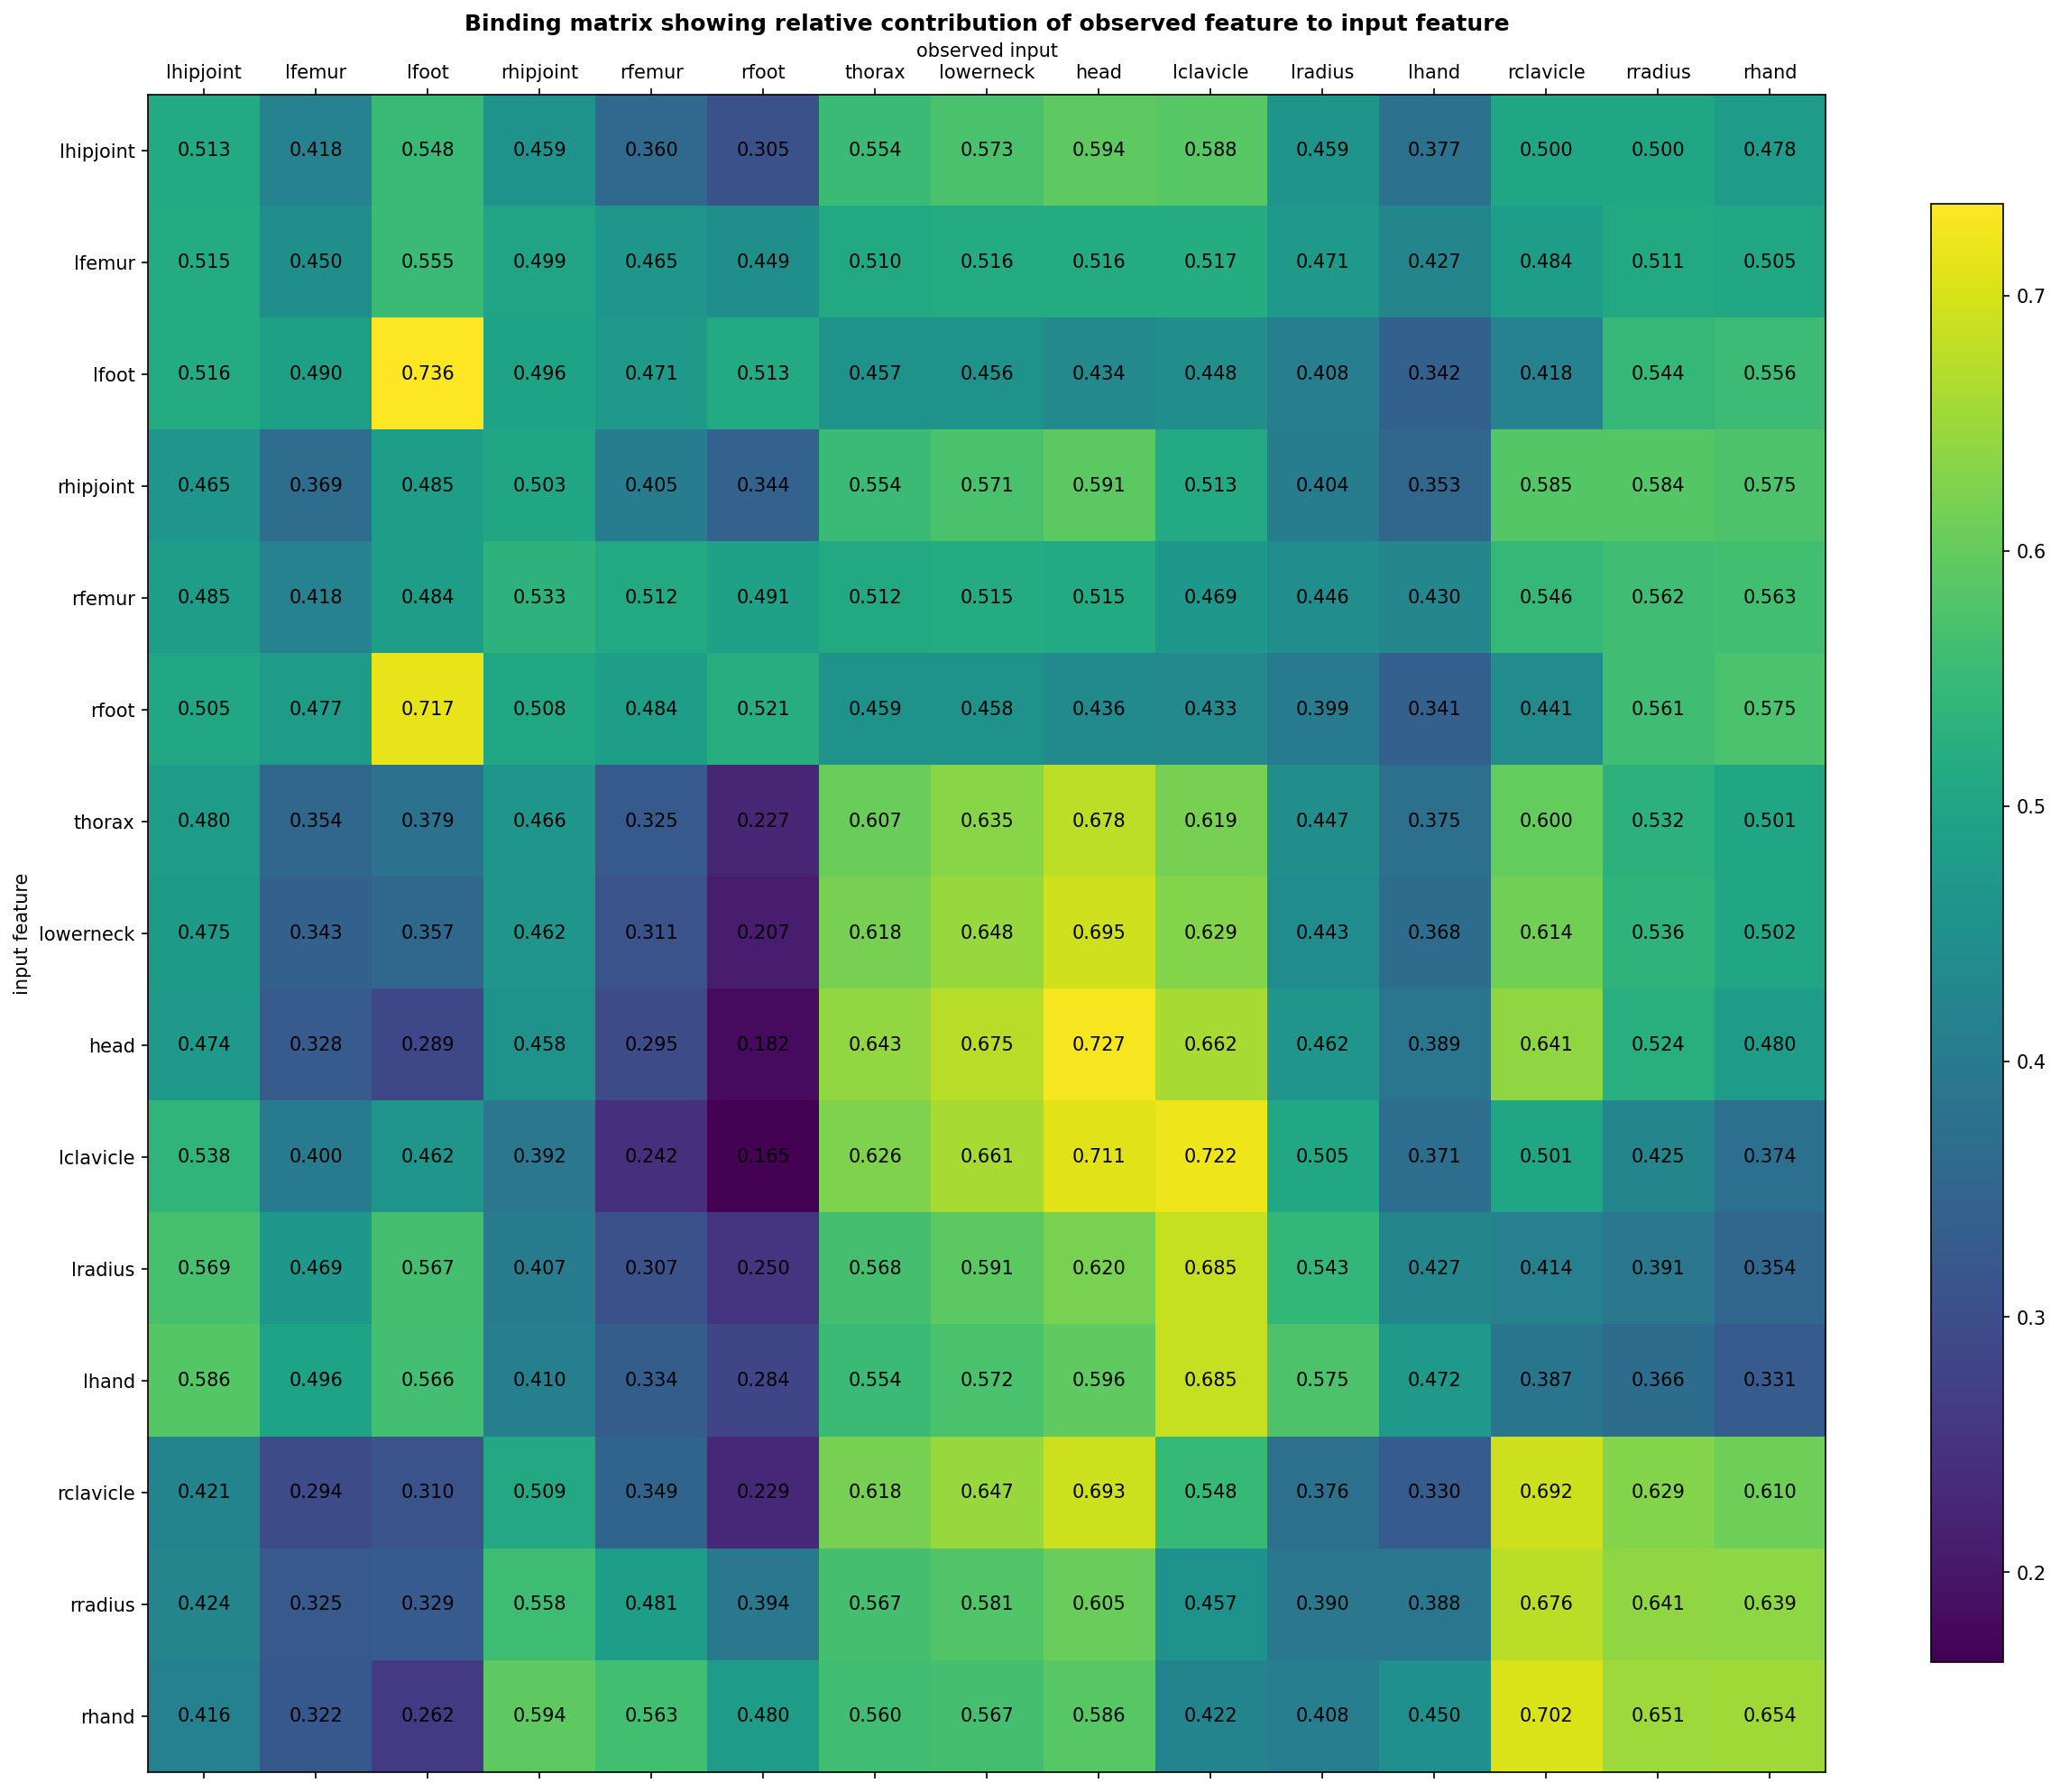 Binding matrix showing relative contribution of observed feature to input feature
observed input
lhipjoint lfemur lfoot rhipjoint rfemur rfoot thorax lowerneck head lclavicle lradius lhand rclavicle rradius rhand
lhipjoint 0.513 0.418 0.548 0.459 0.360 0.305 0.554 0.573 0.594 0.588 0.459 0.377 0.500 0.500 0.478
lfemur 0.515 0.450 0.555 0.499 0.465 0.449 0.510 0.516 0.516 0.517 0.471 0.427 0.484 0.511 0.505
0.7
lfoot 0.516 0.490 0.736 0.496 0.471 0.513 0.457 0.456 0.434 0.448 0.408 0.342 0.418 0.544 0.556
rhipjoint 0.465 0.369 0.485 0.503 0.405 0.344 0.554 0.571 0.591 0.513 0.404 0.353 0.585 0.584 0.575
0.6
rfemur 0.485 0.418 0.484 0.533 0.512 0.491 0.512 0.515 0.515 0.469 0.446 0.430 0.546 0.562 0.563
rfoot 0.505 0.477 0.717 0.508 0.484 0.521 0.459 0.458 0.436 0.433 0.399 0.341 0.441 0.561 0.575
0.5
thorax 0.480 0.354 0.379 0.466 0.325 0.227 0.607 0.635 0.678 0.619 0.447 0.375 0.600 0.532 0.501
input feature
lowerneck 0.475 0.343 0.357 0.462 0.311 0.207 0.618 0.648 0.695 0.629 0.443 0.368 0.614 0.536 0.502
head 0.474 0.328 0.289 0.458 0.295 0.182 0.643 0.675 0.727 0.662 0.462 0.389 0.641 0.524 0.480
0.4
lclavicle 0.538 0.400 0.462 0.392 0.242 0.165 0.626 0.661 0.711 0.722 0.505 0.371 0.501 0.425 0.374
lradius 0.569 0.469 0.567 0.407 0.307 0.250 0.568 0.591 0.620 0.685 0.543 0.427 0.414 0.391 0.354
0.3
lhand 0.586 0.496 0.566 0.410 0.334 0.284 0.554 0.572 0.596 0.685 0.575 0.472 0.387 0.366 0.331
rclavicle 0.421 0.294 0.310 0.509 0.349 0.229 0.618 0.647 0.693 0.548 0.376 0.330 0.692 0.629 0.610
0.2
rradius 0.424 0.325 0.329 0.558 0.481 0.394 0.567 0.581 0.605 0.457 0.390 0.388 0.676 0.641 0.639
rhand 0.416 0.322 0.262 0.594 0.563 0.480 0.560 0.567 0.586 0.422 0.408 0.450 0.702 0.651 0.654